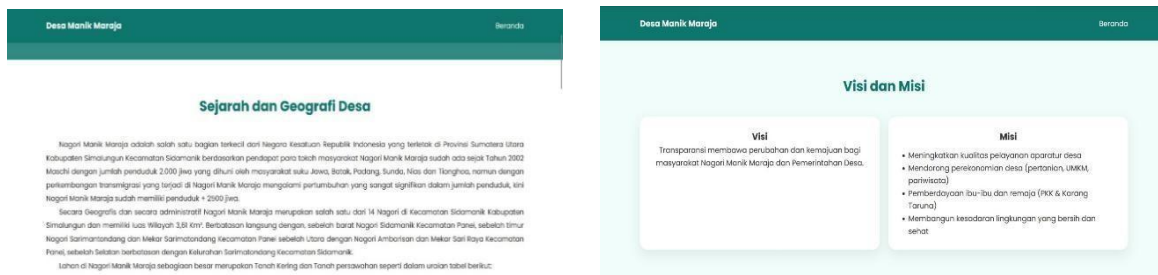 Desa Manik Maraja
Beranda
Sejarah dan Geografi Desa
Nagori Manik Maraja adalah salah satu bagian terkecil dari Negara Kesatuan Republik Indonesia yang terletak di Provinsi Sumatera Utara
Kabupaten Simalungun Kecamatan Sidamanik berdasarkan pendapat para tokoh masyarakat Nagori Manik Maraja sudah ada sejak Tahun 2002
Maschi dengan jumlah penduduk 2.000 jiwa yang dihuni oleh masyarakat suku Jawa, Batak, Padang, Sunda, Nias dan Tionghoa, namun dengan
perkembangan transmigrasi yang terjadi di Nagori Manik Maraja mengalami pertumbuhan yang sangat signifikan dalam jumlah penduduk, kini
Nagori Manik Maraja sudah memiliki penduduk + 2500 jiwa.
Secara Geografis dan secara administratif Nagori Manik Maraja merupakan salah satu dari 14 Nagori di Kecamatan Sidamanik Kabupaten
Simalungun dan memiliki luas Wilayah 3,61 Km². Berbatasan langsung dengan, sebelah barat Nagori Sidamanik Kecamatan Panei, sebelah timur
Nagori Sarimantondang dan Mekar Sarimatondang Kecamatan Panei sebelah Utara dengan Nagori Ambarisan dan Mekar Sari Raya Kecamatan
Panei, sebelah Selatan berbatasan dengan Kelurahan Sarimatondang Kecamatan Sidamanik.
Lahan di Nagori Manik Maraja sebagiaan besar merupakan Tanah Kering dan Tanah persawahan seperti dalam uraian tabel berikut:
Desa Manik Maraja
Beranda
Visi dan Misi
Visi
Transparansi membawa perubahan dan kemajuan bagi
masyarakat Nagori Manik Maraja dan Pemerintahan Desa.
Misi
• Meningkatkan kualitas pelayanan aparatur desa
• Mendorong perekonomian desa (pertanian, UMKM,
pariwisata)
• Pemberdayaan ibu-ibu dan remaja (PKK & Karang
Taruna)
• Membangun kesadaran lingkungan yang bersih dan
sehat